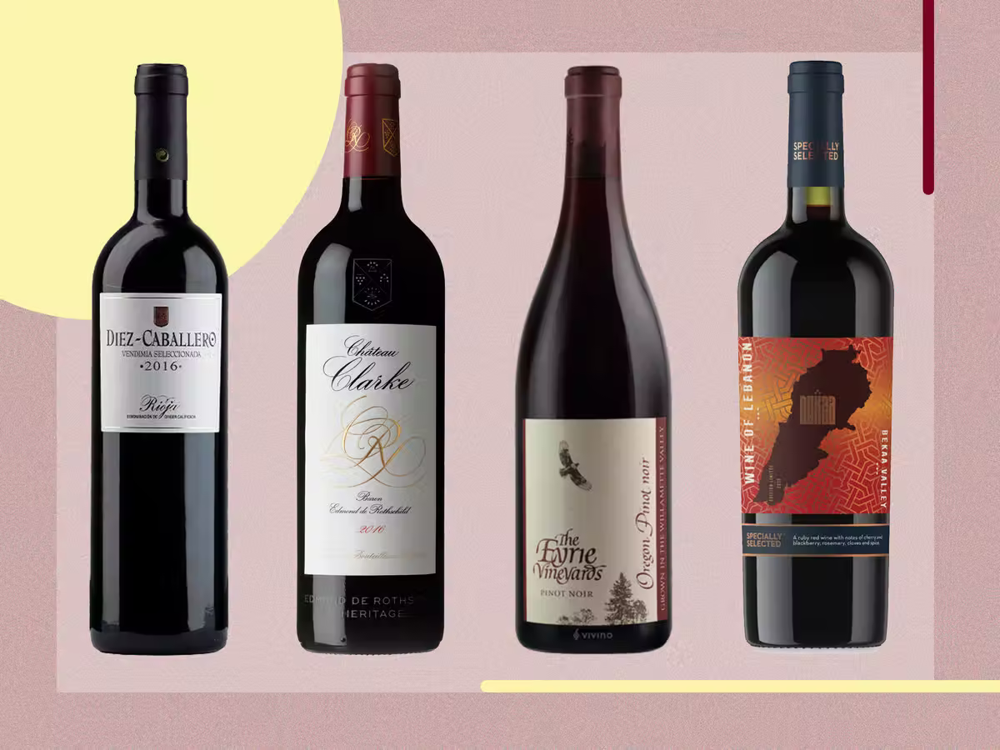 DIEZ-CABALLERO
VENDIMIA SELECCIONADA
•2016•
Rioja
DENOMINACIÓN DE ORIGEN CALIFICADA
Château
Clarke
Baron
Edmond de Rothschild
2016
EDMOND DE ROTHS
HERITAGE
The
Eyrie
Vineyards
PINOT NOIR
Oregon Pinot noir
GROWN IN THE WILLAMETTE VALLEY
VIVINO
SPECIALLY
SELECTED
WINE OF LEBANON
BEKAA VALLEY
SPECIALLY
SELECTED
A ruby red wine with notes of cherry and
blackberry, rosemary, cloves and spice.